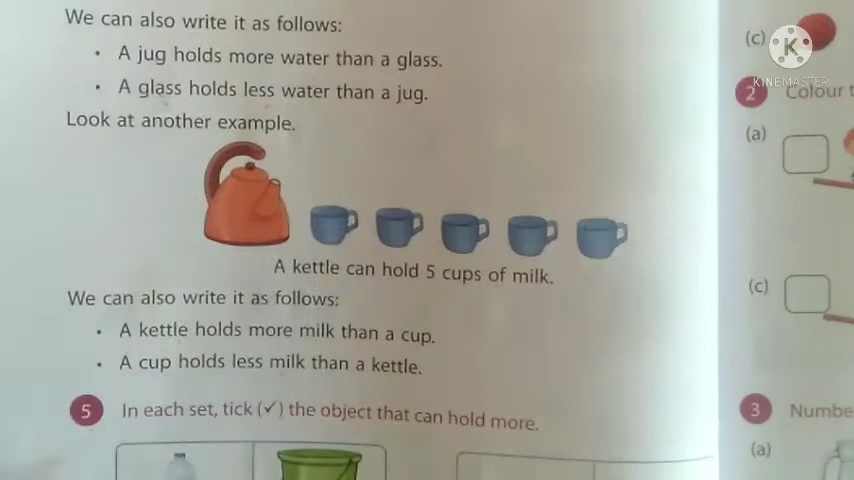 We can also write it as follows:
• A jug holds more water than a glass.
• A glass holds less water than a jug.
Look at another example.
A kettle can hold 5 cups of milk.
We can also write it as follows:
• A kettle holds more milk than a cup.
• A cup holds less milk than a kettle.
5 In each set, tick (✓) the object that can hold more.
(c)
K
KINEMASTER
2 Colour t
(a)
(c)
3 Numbe
(a)